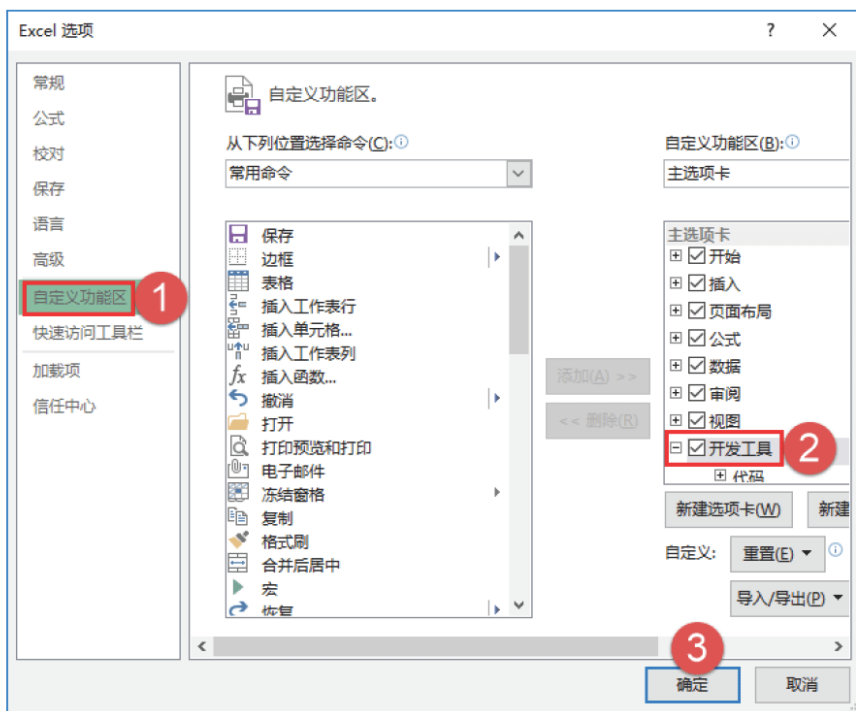 Excel 选项
?
常规
公式
校对
保存
语言
高级
自定义功能区
1
快速访问工具栏
加载项
信任中心
自定义功能区。
从下列位置选择命令(C):
常用命令
保存
边框
表格
插入工作表行
插入单元格...
插入工作表列
fx 插入函数...
撤消
打开
打印预览和打印
电子邮件
冻结窗格
复制
格式刷
合并后居中
宏
恢复
添加(A) >>
<< 删除(R)
自定义功能区(B):
主选项卡
主选项卡
开始
插入
页面布局
公式
数据
审阅
视图
开发工具
2
代码
新建选项卡(W)
新建
自定义:
重置(E)
导入/导出(P)
3
确定
取消